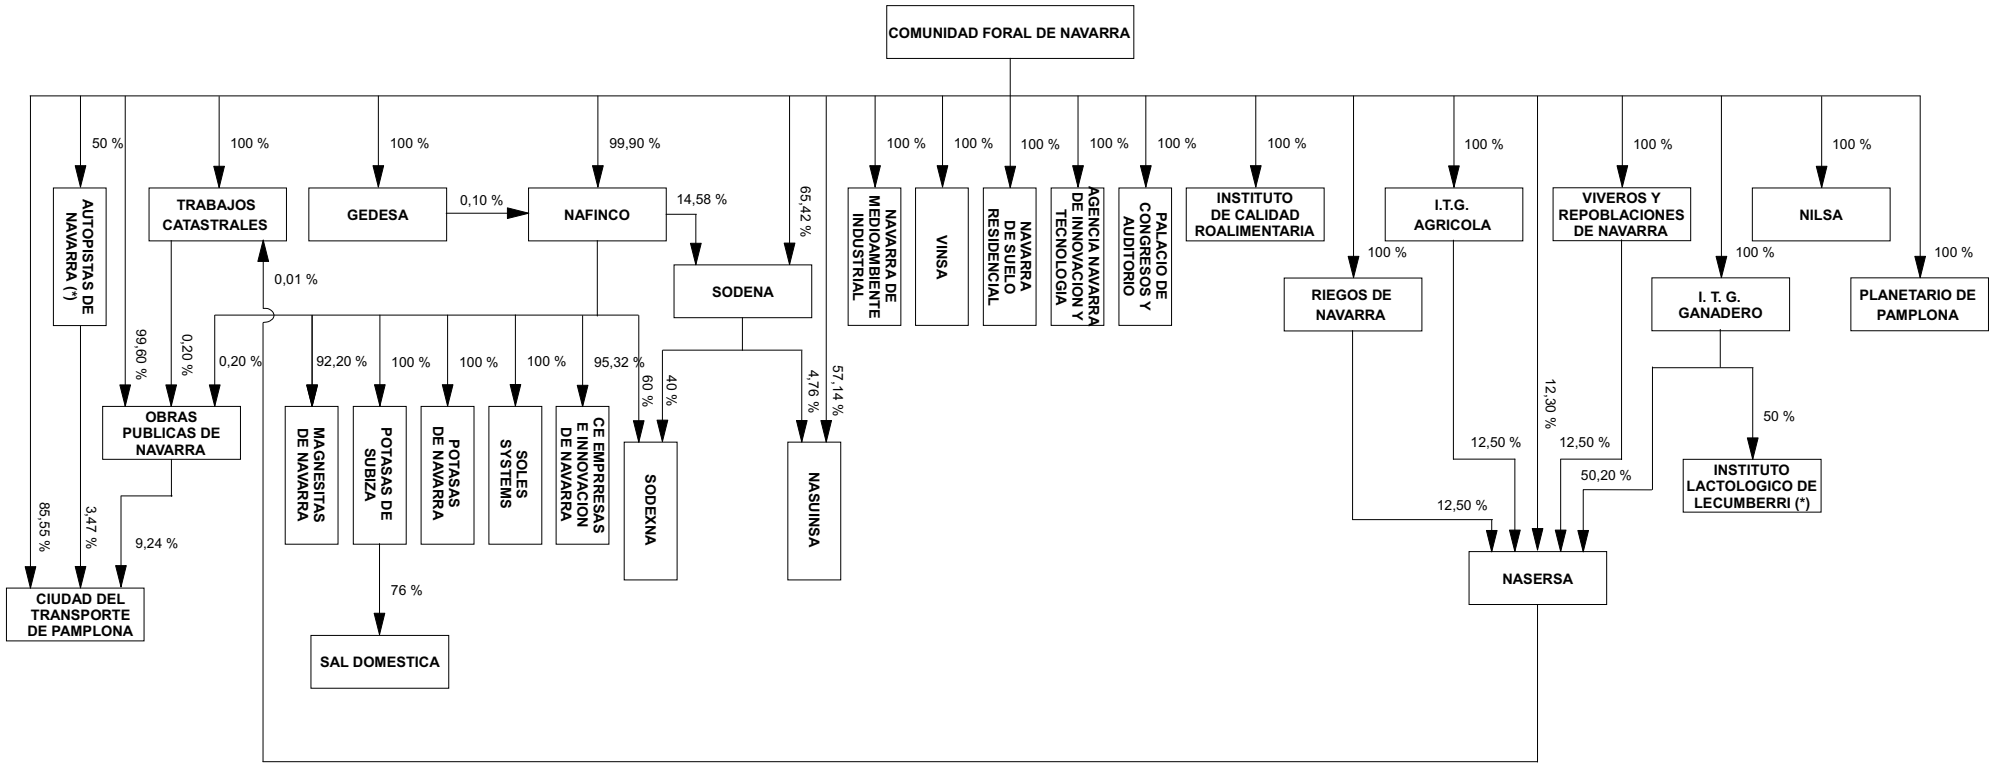 COMUNIDAD FORAL DE NAVARRA
50 %
100 %
100 %
99,90 %
100 %
100 %
100 %
100 %
100 %
100 %
100 %
100 %
100 %
100 %
AUTOPISTAS DE
NAVARRA (*)
TRABAJOS
CATASTRALES
GEDESA
0,10 %
NAFINCO
14,58 %
65,42 %
NAVARRA DE
MEDIOAMBIENTE
INDUSTRIAL
VINSA
NAVARRA
DE SUELO
RESIDENCIAL
AGENCIA NAVARRA
DE INNOVACION Y
TECNOLOGIA
PALACIO DE
CONGRESOS Y
AUDITORIO
INSTITUTO
DE CALIDAD
ROALIMENTARIA
I.T.G.
AGRICOLA
VIVEROS Y
REPOBLACIONES
DE NAVARRA
NILSA
100 %
100 %
100 %
0,01 %
SODENA
RIEGOS DE
NAVARRA
I. T. G.
GANADERO
PLANETARIO DE
PAMPLONA
99,60 %
0,20 %
0,20 %
92,20 %
100 %
100 %
100 %
95,32 %
60 %
40 %
4,76 %
57,14 %
12,30 %
50 %
OBRAS
PUBLICAS DE
NAVARRA
MAGNESITAS
DE NAVARRA
POTASAS DE
SUBIZA
POTASAS
DE NAVARRA
SOLES
SYSTEMS
CE EMPRRESAS
E INNOVACION
DE NAVARRA
SODEXNA
NASUINSA
12,50 %
12,50 %
50,20 %
12,50 %
INSTITUTO
LACTOLOGICO DE
LECUMBERRI (*)
85,55 %
3,47 %
9,24 %
NASERSA
CIUDAD DEL
TRANSPORTE
DE PAMPLONA
76 %
SAL DOMESTICA